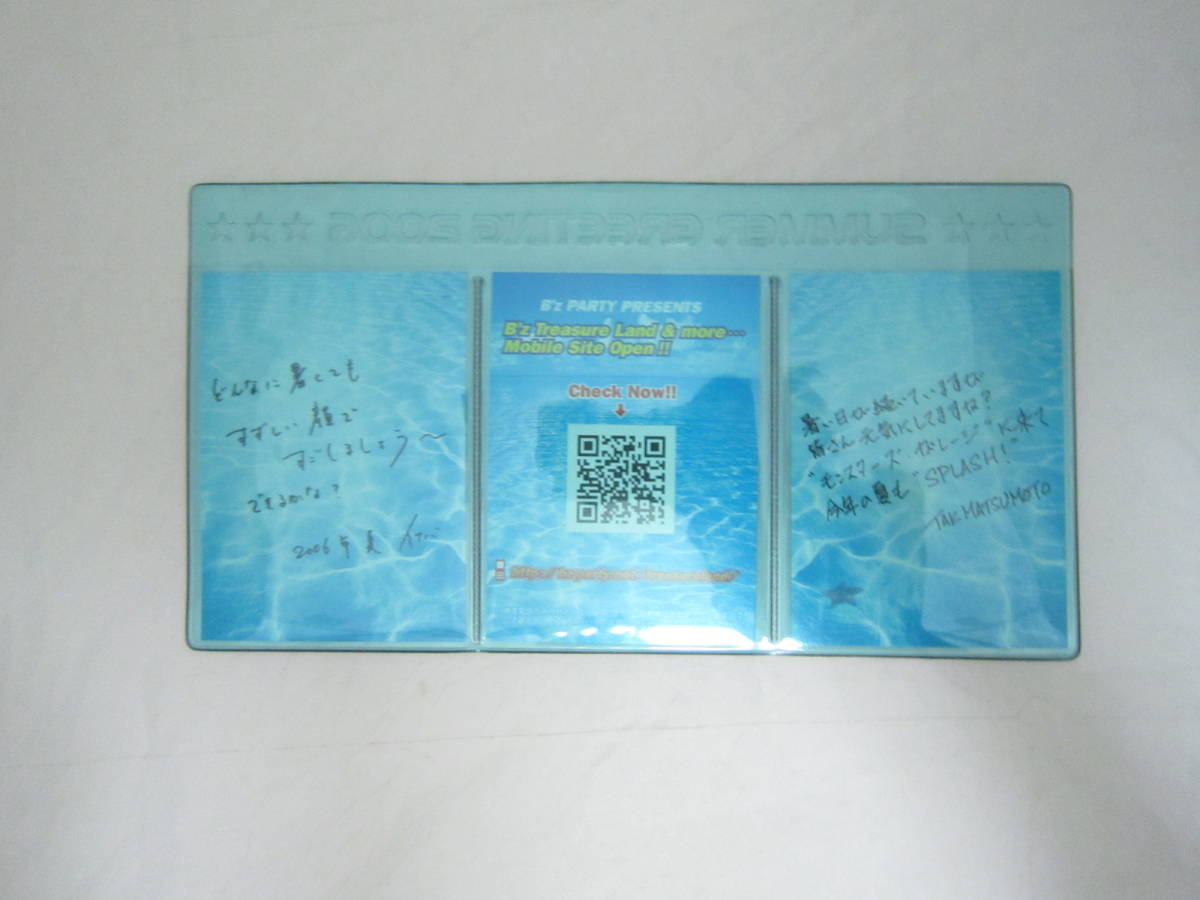 ☆☆☆ SUMMER GREETING 2006 ☆☆☆
どんなに暑くても
すずしい顔で
すごしましょう〜
できるかな?
2006年夏
B'z PARTY PRESENTS
B'z Treasure Land & more…
Mobile Site Open !!
Check Now!!
暑い日が続いていますが
皆さん元気にしてますね?
"モンスターズ・ガレージ"に来て
今年の夏も"SPLASH!"
TAK MATSUMOTO